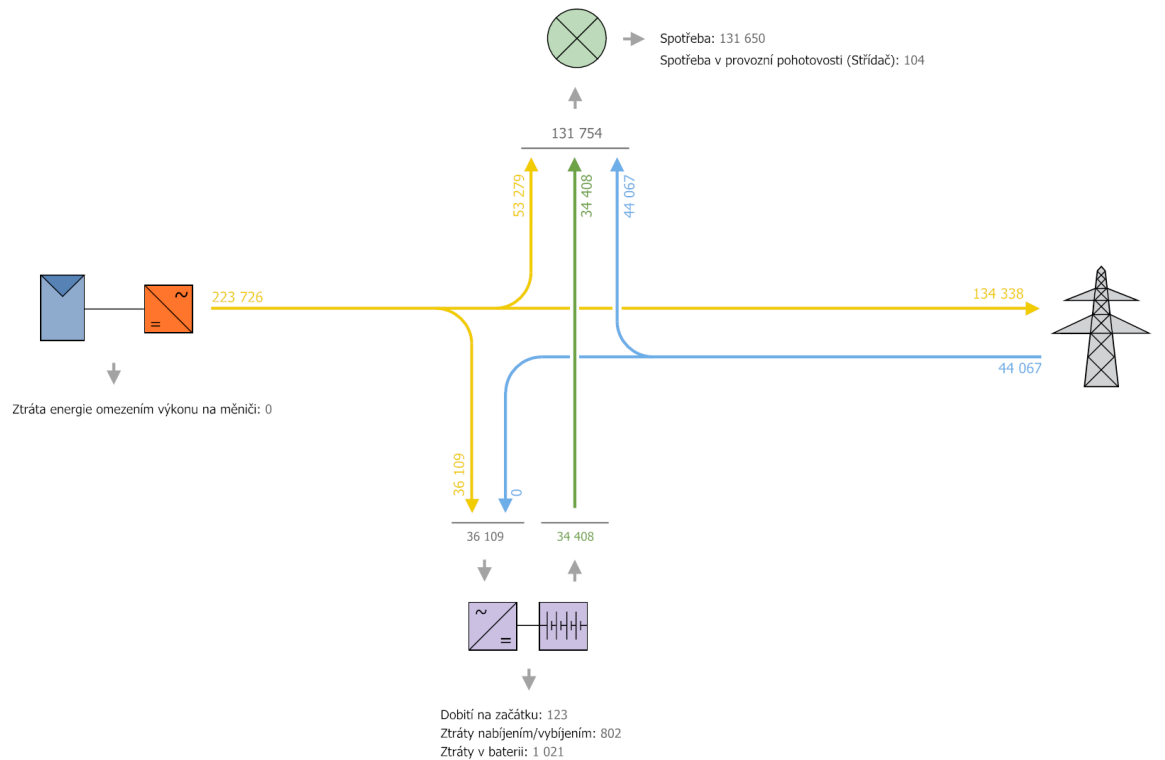 Spotřeba: 131 650
Spotřeba v provozní pohotovosti (Střídač): 104
131 754
53 279
34 408
44 067
223 726
134 338
44 067
Ztráta energie omezením výkonu na měniči: 0
36 109
0
36 109
34 408
Dobití na začátku: 123
Ztráty nabíjením/vybíjením: 802
Ztráty v baterii: 1 021